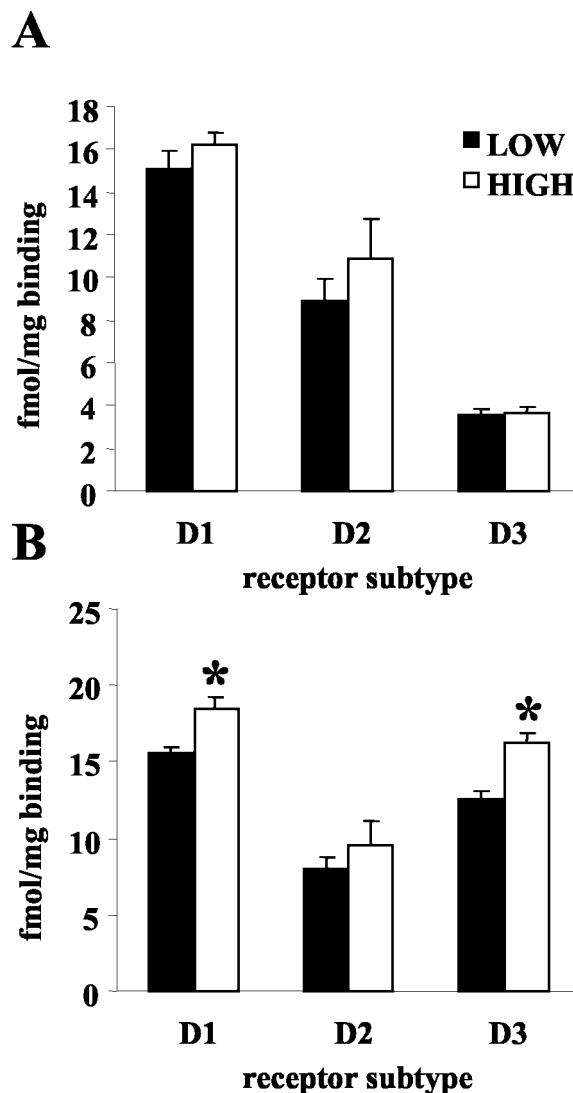 A
18
16
14
12
10
8
6
4
2
0
fmol/mg binding
LOW
HIGH
D1 D2 D3
receptor subtype
B
25
20
15
10
5
0
fmol/mg binding
* *
D1 D2 D3
receptor subtype